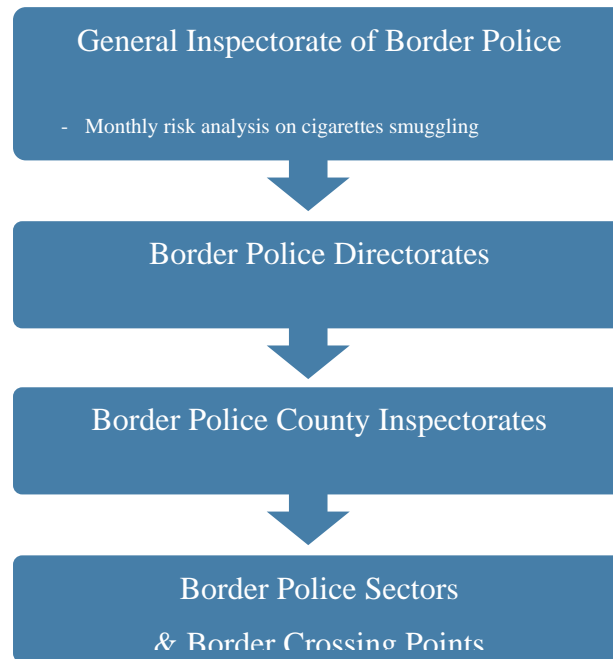 General Inspectorate of Border Police
- Monthly risk analysis on cigarettes smuggling
Border Police Directorates
Border Police County Inspectorates
Border Police Sectors
& Border Crossing Points